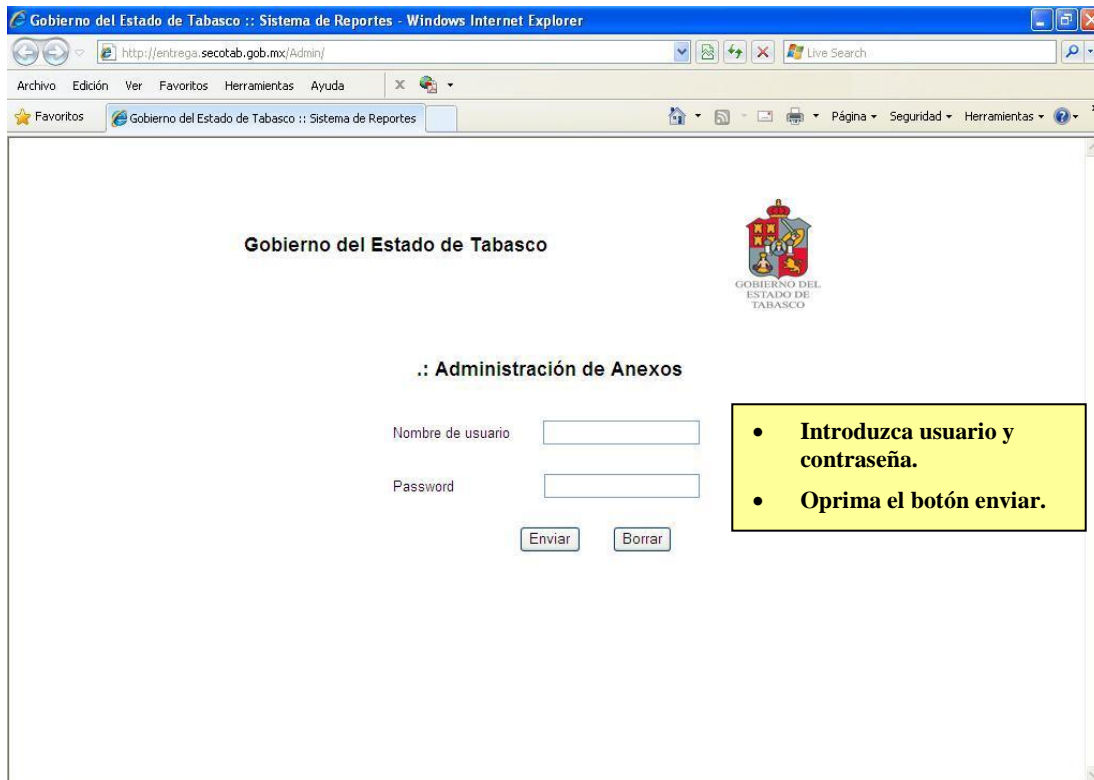 Gobierno del Estado de Tabasco :: Sistema de Reportes - Windows Internet Explorer
http://entrega.secotab.gob.mx/Admin/
Live Search
Archivo Edición Ver Favoritos Herramientas Ayuda
Favoritos
Gobierno del Estado de Tabasco :: Sistema de Reportes
Página
Seguridad
Herramientas
Gobierno del Estado de Tabasco
GOBIERNO DEL
ESTADO DE
TABASCO
.: Administración de Anexos
Nombre de usuario
Password
Enviar
Borrar
• Introduzca usuario y
contraseña.
• Oprima el botón enviar.